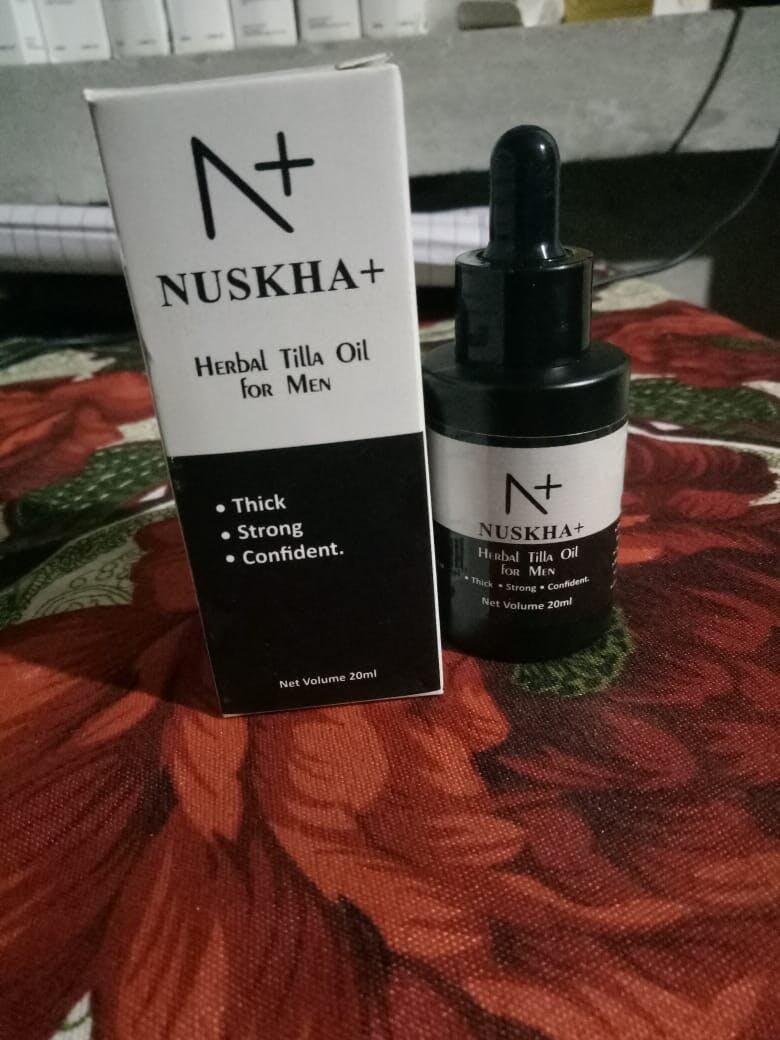 N+
NUSKHA+
Herbal Tilla Oil
for Men
• Thick
• Strong
• Confident.
Net Volume 20ml
N+
NUSKHA+
Herbal Tilla Oil
for Men
• Thick • Strong • Confident.
Net Volume 20ml